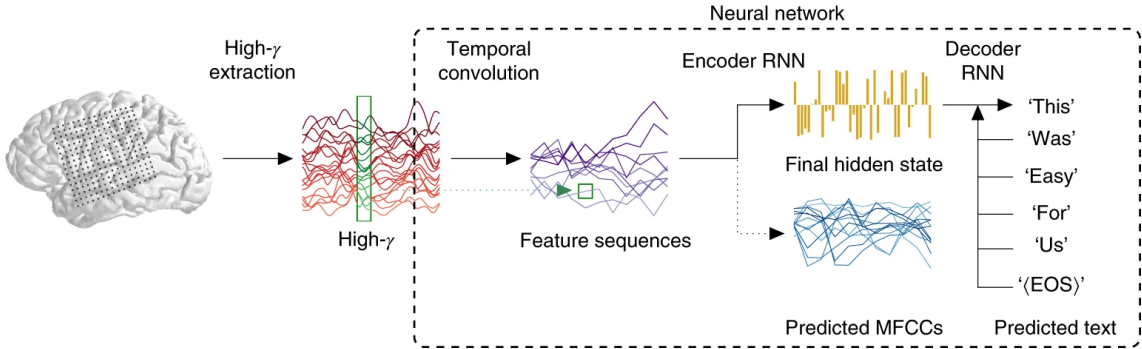 Neural network
High-γ
extraction
Temporal
convolution
Encoder RNN
Decoder
RNN
'This'
'Was'
'Easy'
'For'
'Us'
'⟨EOS⟩'
Final hidden state
High-γ
Feature sequences
Predicted MFCCs
Predicted text